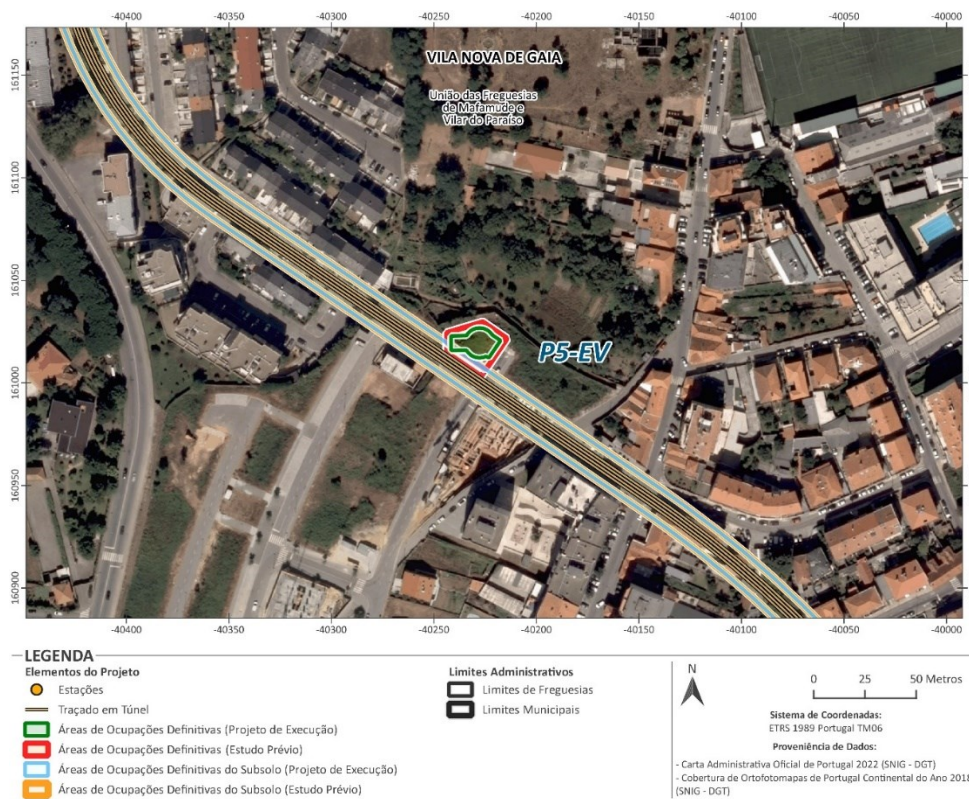 -40400 -40350 -40300 -40250 -40200 -40150 -40100 -40050 -40000
161150
161100
161050
161000
160950
160900
VILA NOVA DE GAIA
União das Freguesias
de Mafamude e
Vilar do Paraíso
P5-EV
-40400 -40350 -40300 -40250 -40200 -40150 -40100 -40050 -40000
LEGENDA
Elementos do Projeto
Estações
Traçado em Túnel
Áreas de Ocupações Definitivas (Projeto de Execução)
Áreas de Ocupações Definitivas (Estudo Prévio)
Áreas de Ocupações Definitivas do Subsolo (Projeto de Execução)
Áreas de Ocupações Definitivas do Subsolo (Estudo Prévio)
Limites Administrativos
Limites de Freguesias
Limites Municipais
N
0 25 50 Metros
Sistema de Coordenadas:
ETRS 1989 Portugal TM06
Proveniência de Dados:
- Carta Administrativa Oficial de Portugal 2022 (SNIG - DGT)
- Cobertura de Ortofotomapas de Portugal Continental do Ano 2018
(SNIG - DGT)